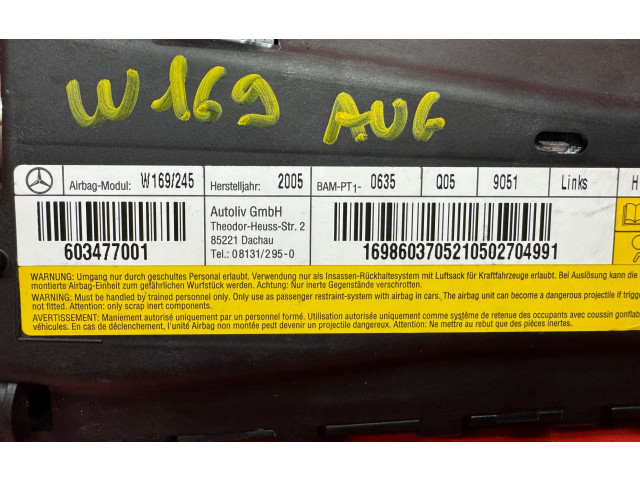 W169 AUG
Airbag-Modul: W169/245 Herstelljahr: 2005 BAM-PT1- 0635 Q05 9051 Links H
Autoliv GmbH
Theodor-Heuss-Str. 2
85221 Dachau
Tel.: 08131/295-0
603477001
1698603705210502704991
WARNUNG: Umgang nur durch geschultes Personal erlaubt. Verwendung nur als Insassen-Rückhaltesystem mit Luftsack für Kraftfahrzeuge erlaubt. Bei Auslösung kann die
montierte Airbag-Einheit zum gefährlichen Wurfstück werden. Achtung: Nur inerte Gegenstände verschrotten.
WARNING: Must be handled by trained personnel only. Only use as passenger restraint-system with airbag in cars. The airbag unit can become a dangerous projectile if trigg
not fitted. Attention: only scrap inert components.
AVERTISSEMENT: Maniement autorisé uniquement par un personnel formé. Utilisation autorisée uniquement comme système de retenue des occupants avec coussin gonflab
véhicules. En cas de déclenchement, l'unité Airbag non montée peut devenir un projectile dangereux. Attention: Ne mettre au rebut que des pièces inertes.